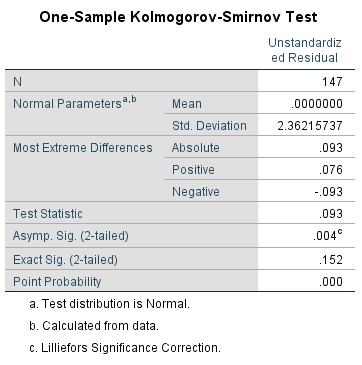 One-Sample Kolmogorov-Smirnov Test
Unstandardiz
ed Residual
N 147
Normal Parametersa,b Mean .0000000
Std. Deviation 2.36215737
Most Extreme Differences Absolute .093
Positive .076
Negative -.093
Test Statistic .093
Asymp. Sig. (2-tailed) .004c
Exact Sig. (2-tailed) .152
Point Probability .000
a. Test distribution is Normal.
b. Calculated from data.
c. Lilliefors Significance Correction.